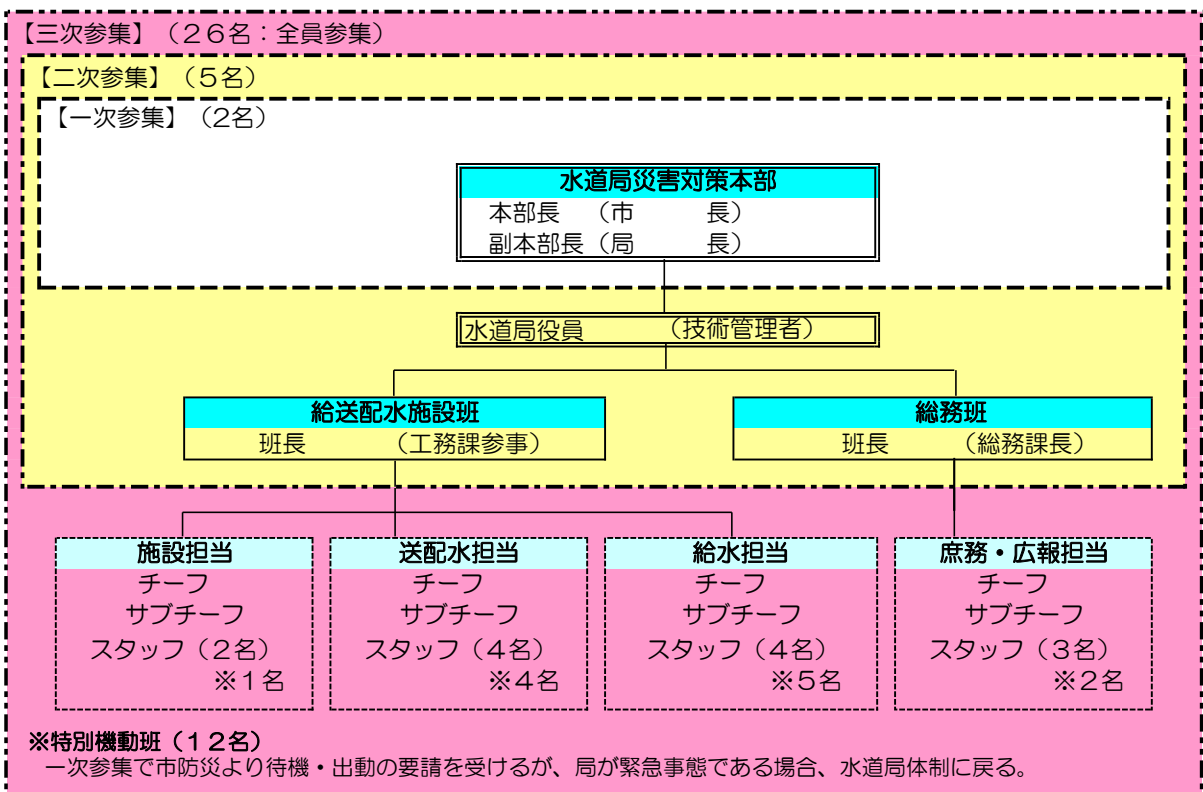 【三次参集】（２６名：全員参集）
【二次参集】（５名）
【一次参集】（２名）
水道局災害対策本部
本部長　（市　　　長）
副本部長（局　　　長）
水道局役員　　　（技術管理者）
給送配水施設班
班長　　　（工務課参事）
総務班
班長　　（総務課長）
施設担当
チーフ
サブチーフ
スタッフ（２名）
※１名
送配水担当
チーフ
サブチーフ
スタッフ（４名）
※４名
給水担当
チーフ
サブチーフ
スタッフ（４名）
※５名
庶務・広報担当
チーフ
サブチーフ
スタッフ（３名）
※２名
※特別機動班（１２名）
一次参集で市防災より待機・出動の要請を受けるが、局が緊急事態である場合、水道局体制に戻る。